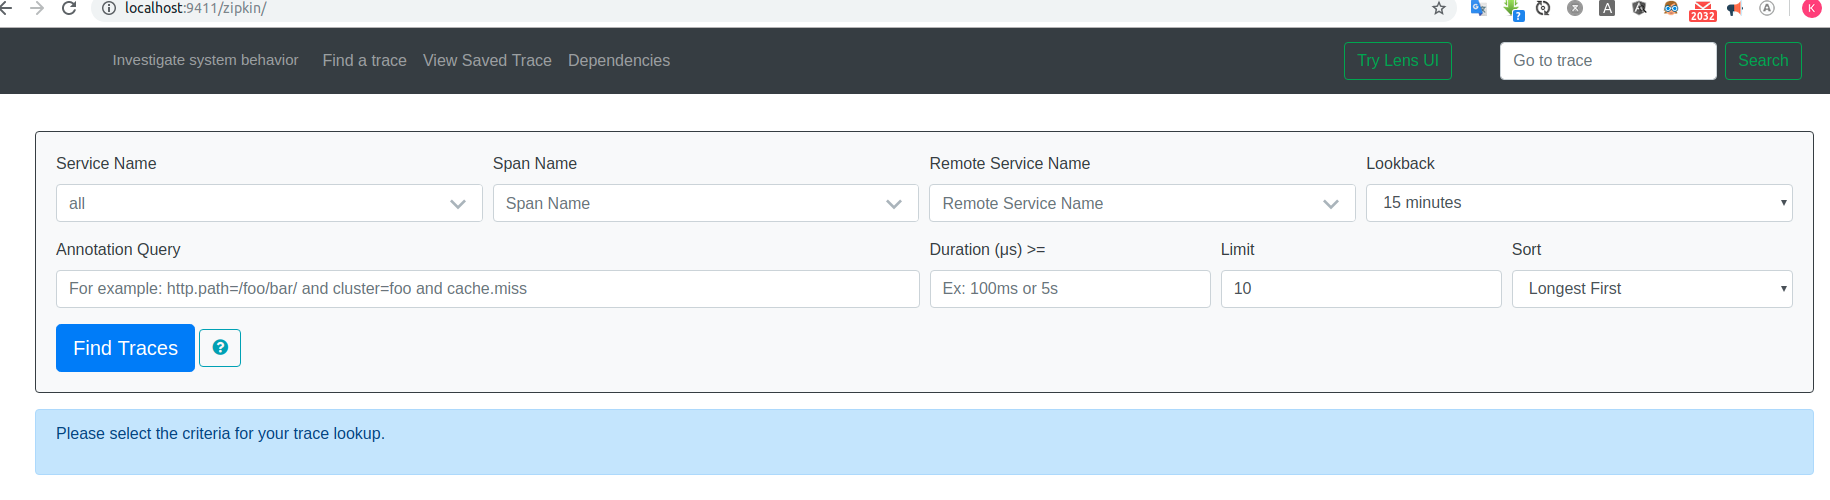 localhost:9411/zipkin/
2032
K
Investigate system behavior Find a trace View Saved Trace Dependencies Try Lens UI Go to trace Search
Service Name Span Name Remote Service Name Lookback
all Span Name Remote Service Name 15 minutes
Annotation Query Duration (μs) >= Limit Sort
For example: http.path=/foo/bar/ and cluster=foo and cache.miss Ex: 100ms or 5s 10 Longest First
Find Traces ?
Please select the criteria for your trace lookup.